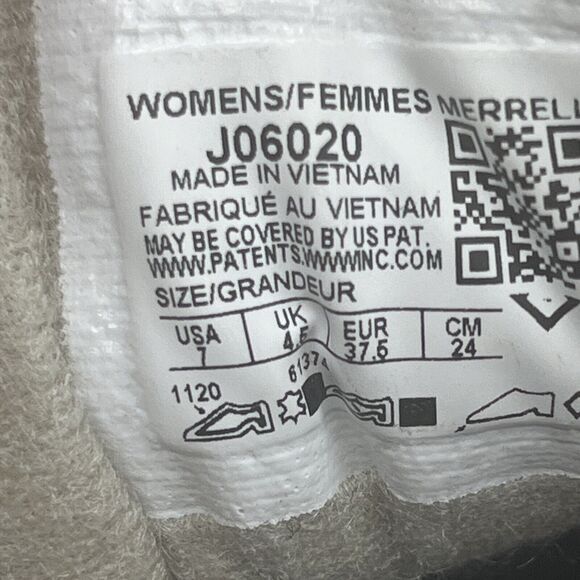 WOMENS/FEMMES MERRELL
J06020
MADE IN VIETNAM
FABRIQUÉ AU VIETNAM
MAY BE COVERED BY US PAT.
WWW.PATENTS.WWWINC.COM
SIZE/GRANDEUR
USA UK EUR CM
7 4.5 37.5 24
1120